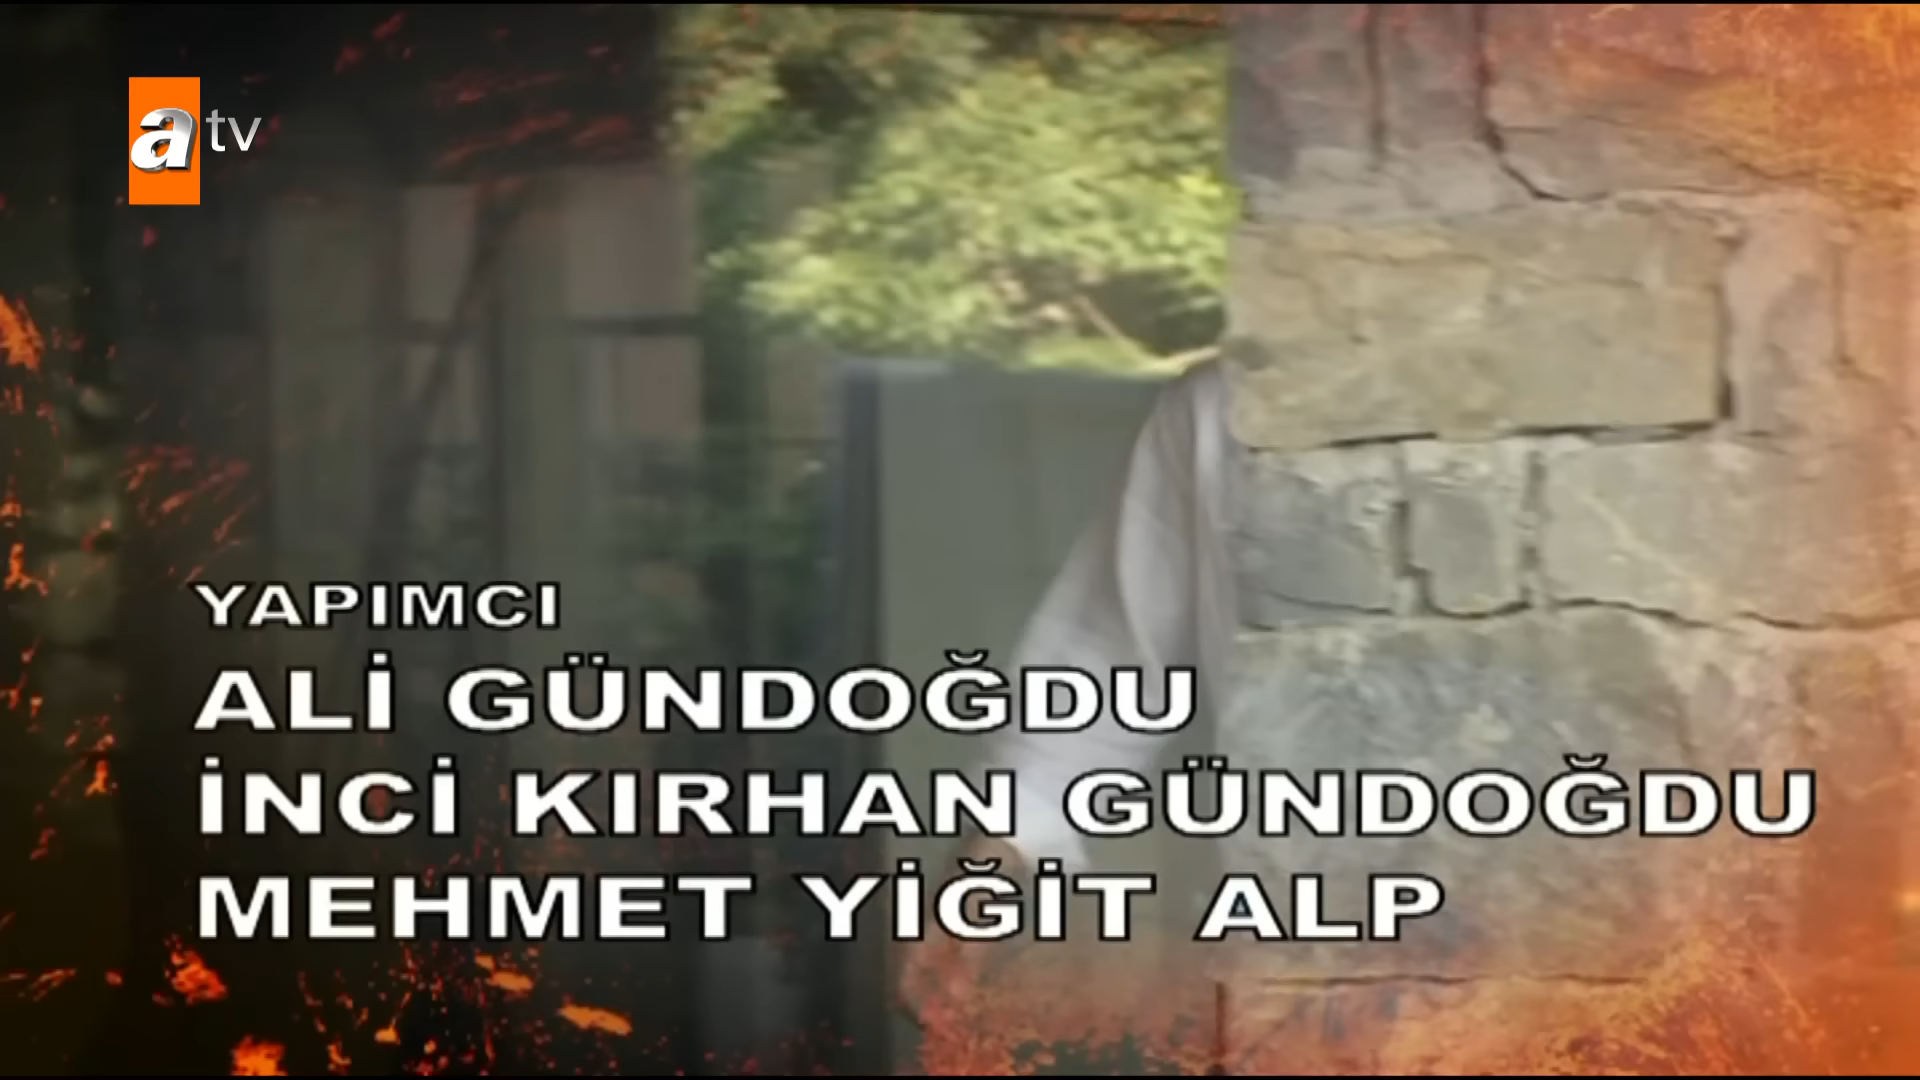 atv
YAPIMCI
ALİ GÜNDOĞDU
İNCİ KIRHAN GÜNDOĞDU
MEHMET YİĞİT ALP